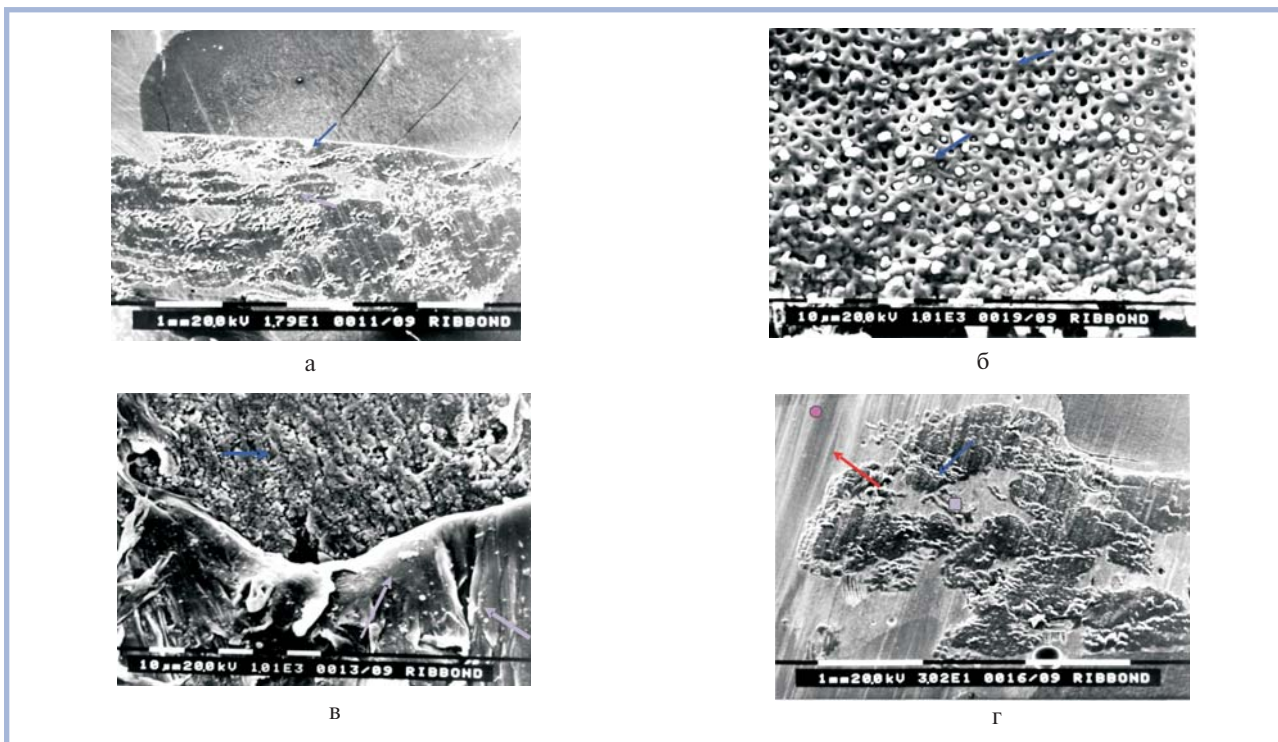 1mm20.0kV 1.79E1 0011/09 RIBBOND
а
10µm20.0kV 1.01E3 0019/09 RIBBOND
б
10µm20.0kV 1.01E3 0013/09 RIBBOND
в
1mm20.0kV 3.02E1 0016/09 RIBBOND
г